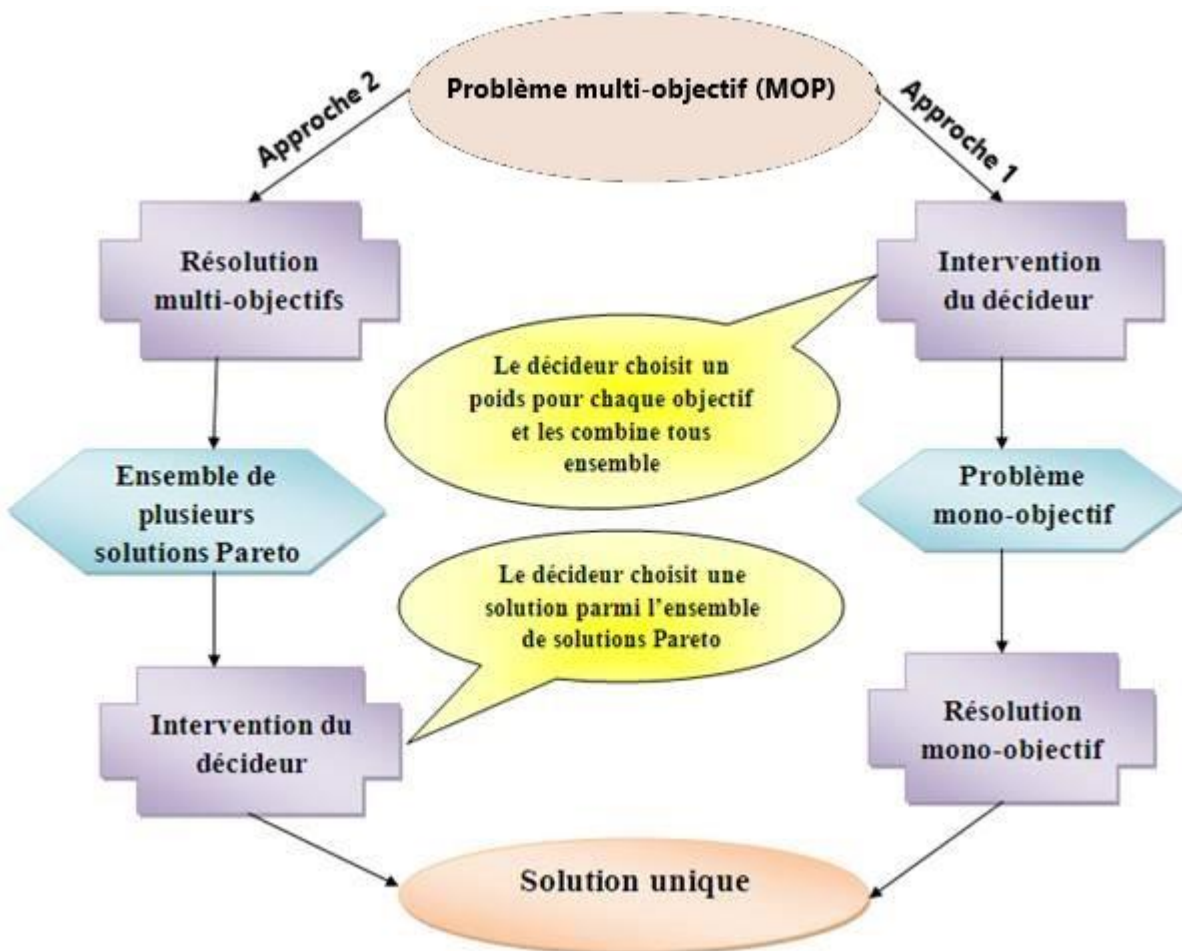 Problème multi-objectif (MOP)
Approche 2
Approche 1
Résolution
multi-objectifs
Intervention
du décideur
Le décideur choisit un
poids pour chaque objectif
et les combine tous
ensemble
Ensemble de
plusieurs
solutions Pareto
Problème
mono-objectif
Le décideur choisit une
solution parmi l'ensemble
de solutions Pareto
Intervention du
décideur
Résolution
mono-objectif
Solution unique